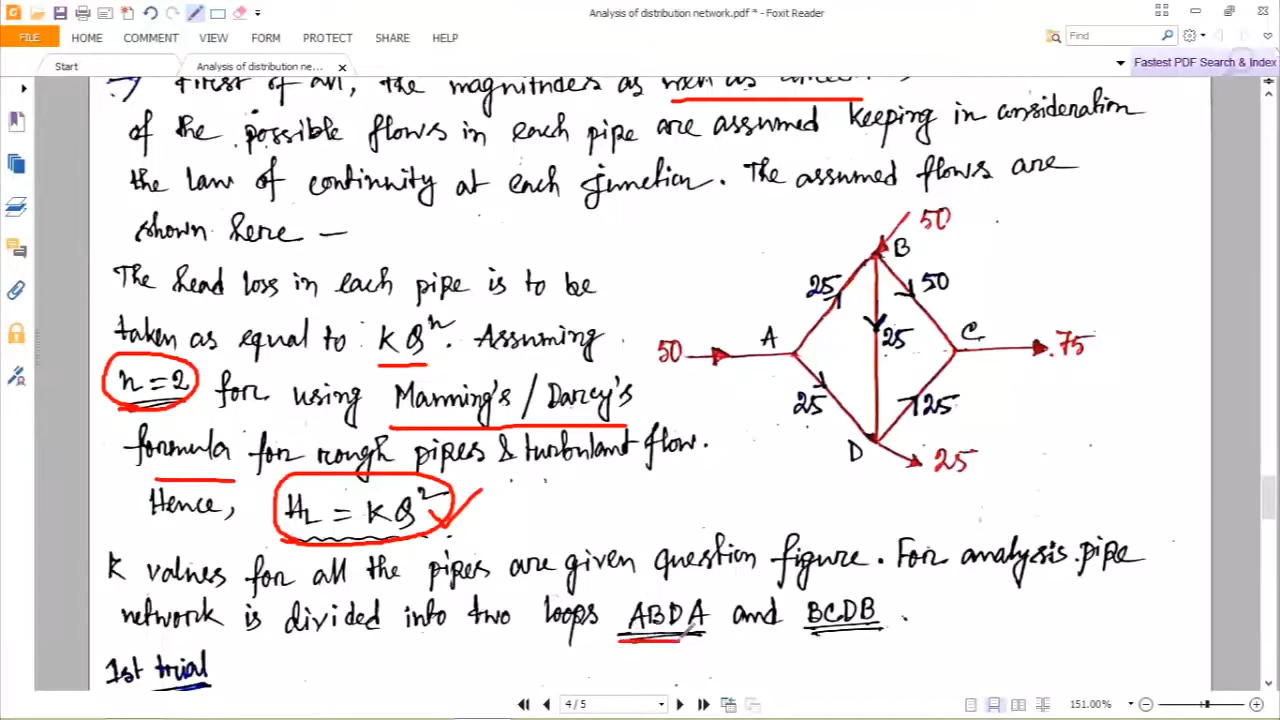 Analysis of distribution network.pdf * - Foxit Reader
FILE HOME COMMENT VIEW FORM PROTECT SHARE HELP
Find
Start
Analysis of distribution ne...
Fastest PDF Search & Index
First of all, the magnitudes as well as
of the possible flows in each pipe are assumed keeping in consideration
the law of continuity at each junction. The assumed flows are
shown here —
The head loss in each pipe is to be
taken as equal to KQⁿ. Assuming
n=2 for using Manning's / Darcy's
formula for rough pipes & turbulant flow.
Hence, HL = KQ²
50
B
25
50
A
25
C
50
75
25
25
D
25
K values for all the pipes are given question figure. For analysis pipe
network is divided into two loops ABDA and BCDB.
1st trial
4 / 5
151.00%